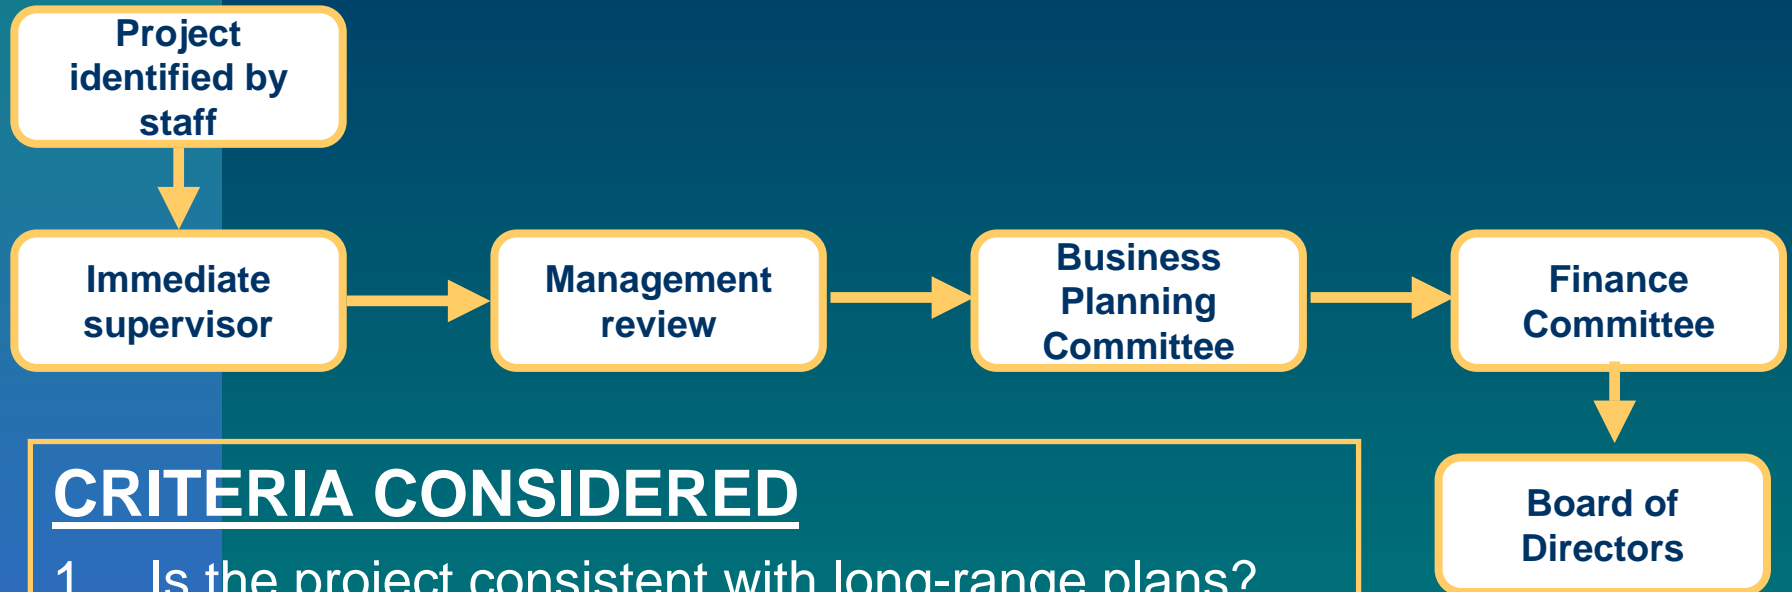 Project
identified by
staff
Immediate
supervisor
Management
review
Business
Planning
Committee
Finance
Committee
Board of
Directors
CRITERIA CONSIDERED
1 Is the project consistent with long-range plans?